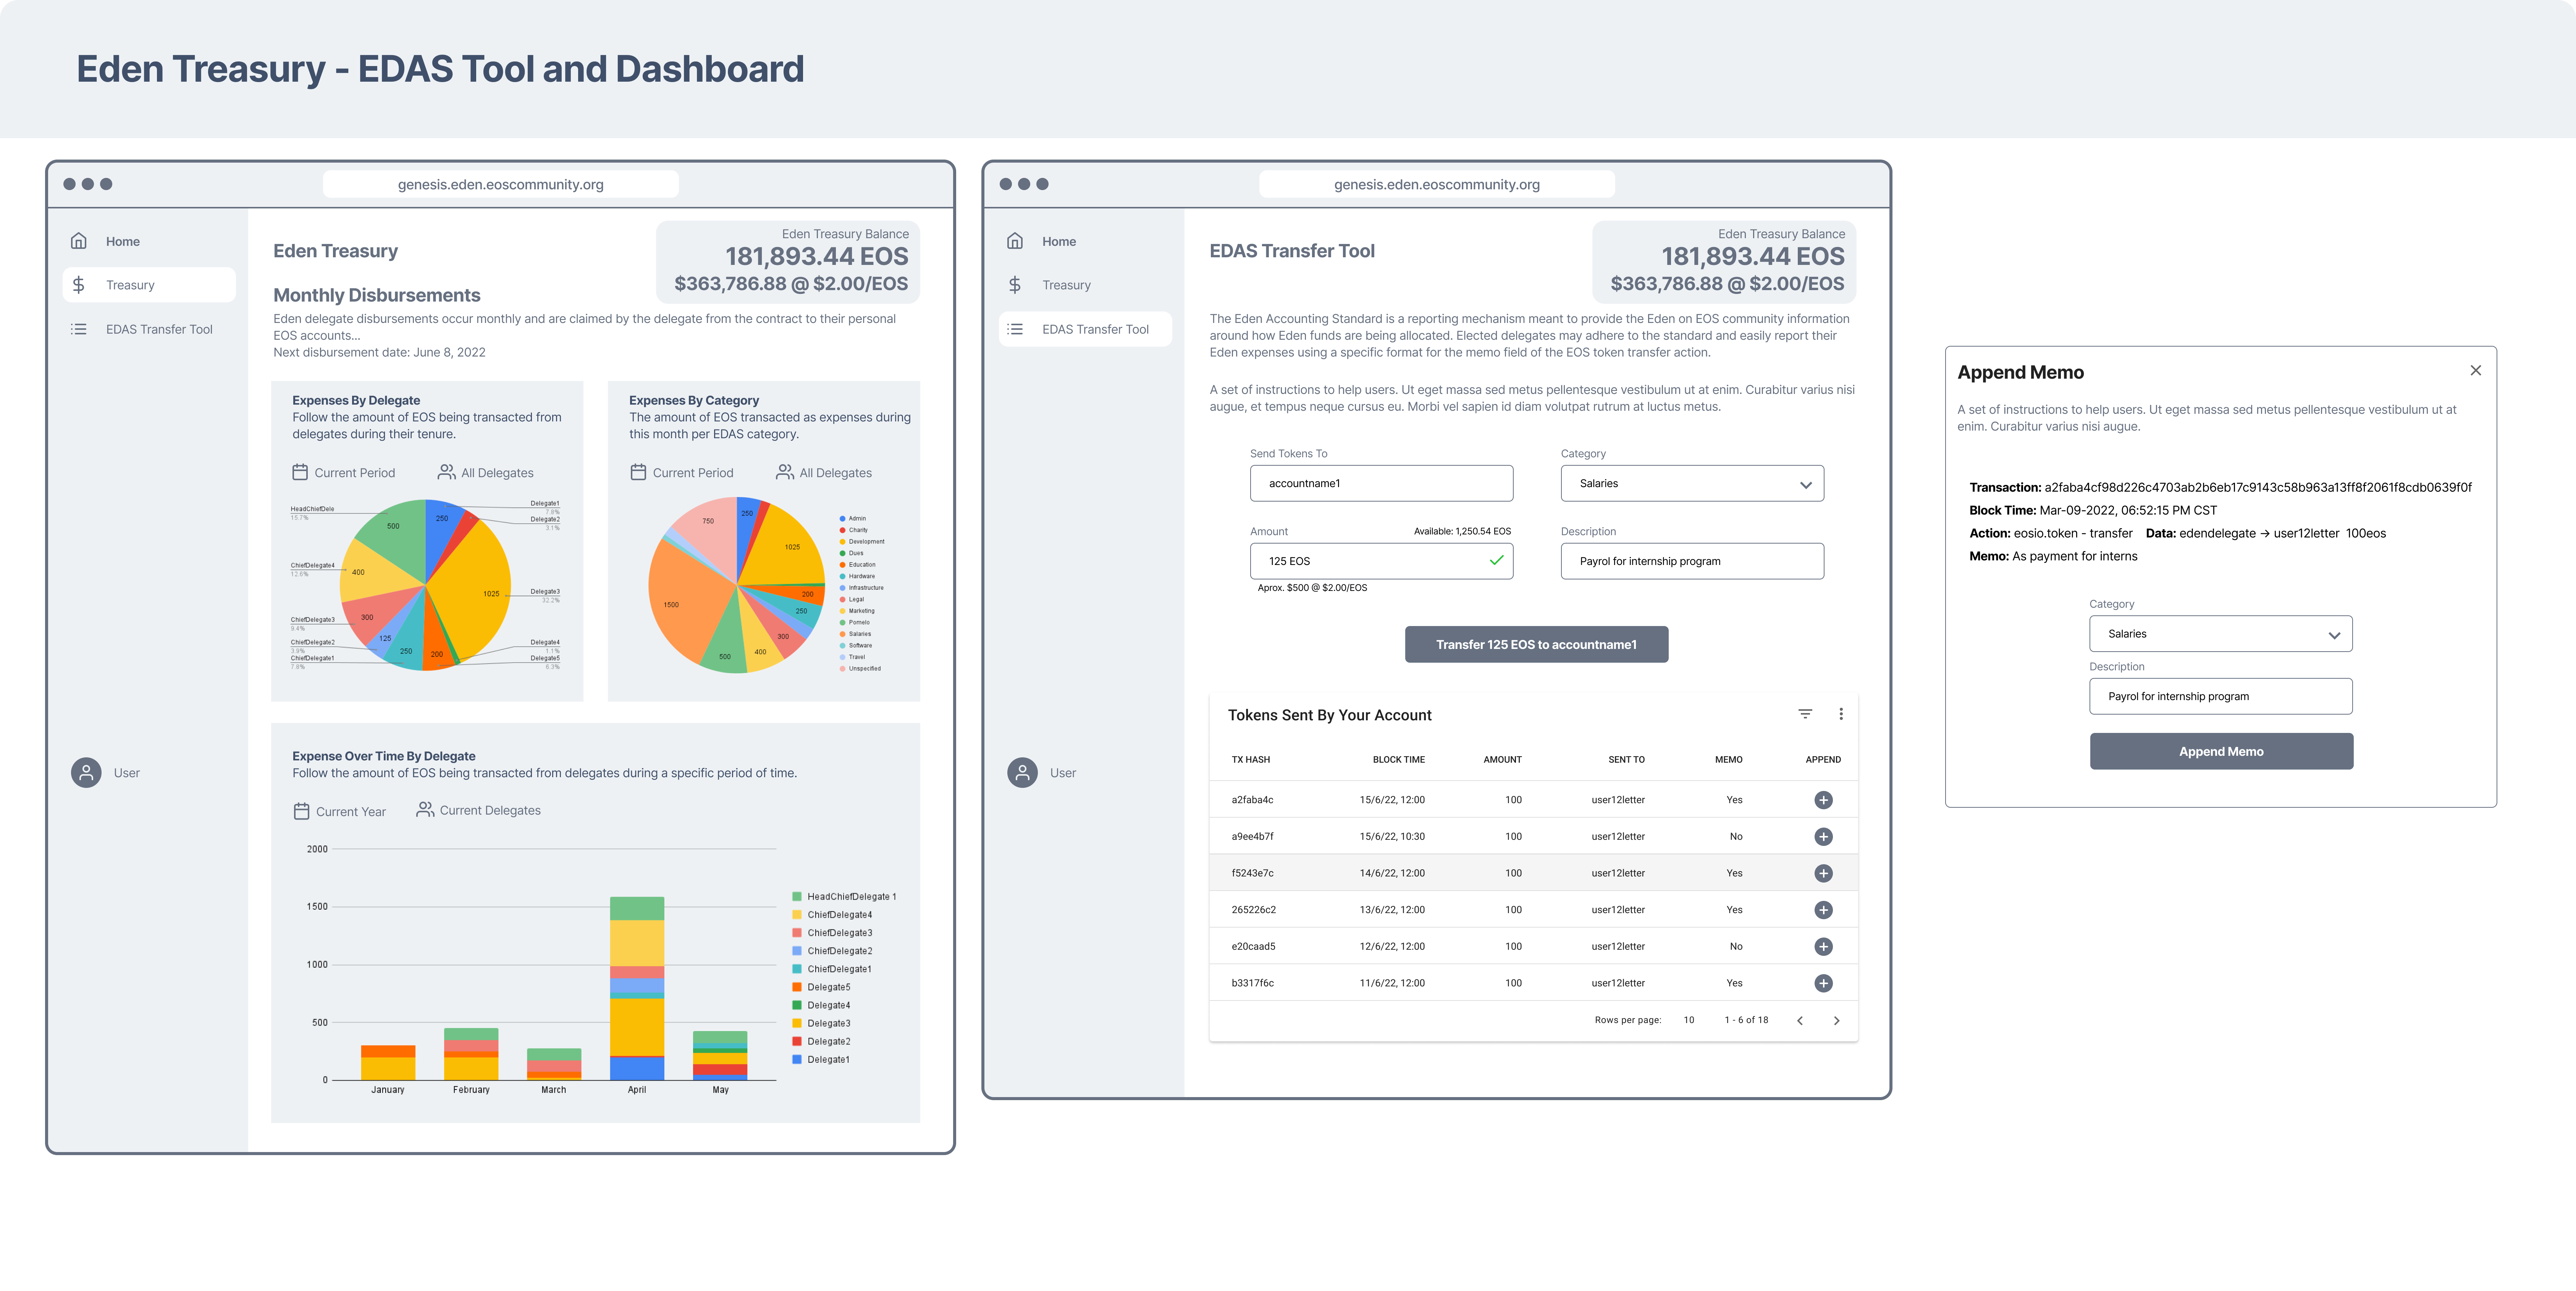 Eden Treasury - EDAS Tool and Dashboard
genesis.eden.eoscommunity.org
Home
Treasury
EDAS Transfer Tool
User
Eden Treasury
Eden Treasury Balance
181,893.44 EOS
$363,786.88 @ $2.00/EOS
Monthly Disbursements
Eden delegate disbursements occur monthly and are claimed by the delegate from the contract to their personal
EOS accounts...
Next disbursement date: June 8, 2022
Expenses By Delegate
Follow the amount of EOS being transacted from
delegates during their tenure.
Current Period
All Delegates
HeadChiefDele
15.7%
ChiefDelegate4
12.6%
ChiefDelegate3
9.4%
ChiefDelegate2
3.9%
ChiefDelegate1
7.8%
Delegate1
7.8%
Delegate2
3.1%
Delegate3
32.2%
Delegate4
1.1%
Delegate5
6.3%
500
250
400
1025
300
125
250
200
Expenses By Category
The amount of EOS transacted as expenses during
this month per EDAS category.
Current Period
All Delegates
750
250
1025
200
250
1500
300
400
500
Admin
Charity
Development
Dues
Education
Hardware
Infrastructure
Legal
Marketing
Pomelo
Salaries
Software
Travel
Unspecified
Expense Over Time By Delegate
Follow the amount of EOS being transacted from delegates during a specific period of time.
Current Year
Current Delegates
2000
1500
1000
500
0
January
February
March
April
May
HeadChiefDelegate 1
ChiefDelegate4
ChiefDelegate3
ChiefDelegate2
ChiefDelegate1
Delegate5
Delegate4
Delegate3
Delegate2
Delegate1
genesis.eden.eoscommunity.org
Home
Treasury
EDAS Transfer Tool
User
EDAS Transfer Tool
Eden Treasury Balance
181,893.44 EOS
$363,786.88 @ $2.00/EOS
The Eden Accounting Standard is a reporting mechanism meant to provide the Eden on EOS community information
around how Eden funds are being allocated. Elected delegates may adhere to the standard and easily report their
Eden expenses using a specific format for the memo field of the EOS token transfer action.
A set of instructions to help users. Ut eget massa sed metus pellentesque vestibulum ut at enim. Curabitur varius nisi
augue, et tempus neque cursus eu. Morbi vel sapien id diam volutpat rutrum at luctus metus.
Send Tokens To
accountname1
Category
Salaries
Amount
Available: 1,250.54 EOS
125 EOS
Aprox. $500 @ $2.00/EOS
Description
Payrol for internship program
Transfer 125 EOS to accountname1
Tokens Sent By Your Account
TX HASH BLOCK TIME AMOUNT SENT TO MEMO APPEND
a2faba4c 15/6/22, 12:00 100 user12letter Yes
a9ee4b7f 15/6/22, 10:30 100 user12letter No
f5243e7c 14/6/22, 12:00 100 user12letter Yes
265226c2 13/6/22, 12:00 100 user12letter Yes
e20caad5 12/6/22, 12:00 100 user12letter No
b3317f6c 11/6/22, 12:00 100 user12letter Yes
Rows per page: 10 1 - 6 of 18
Append Memo
A set of instructions to help users. Ut eget massa sed metus pellentesque vestibulum ut at
enim. Curabitur varius nisi augue.
Transaction: a2faba4cf98d226c4703ab2b6eb17c9143c58b963a13ff8f2061f8cdb0639f0f
Block Time: Mar-09-2022, 06:52:15 PM CST
Action: eosio.token - transfer Data: edendelegate → user12letter 100eos
Memo: As payment for interns
Category
Salaries
Description
Payrol for internship program
Append Memo